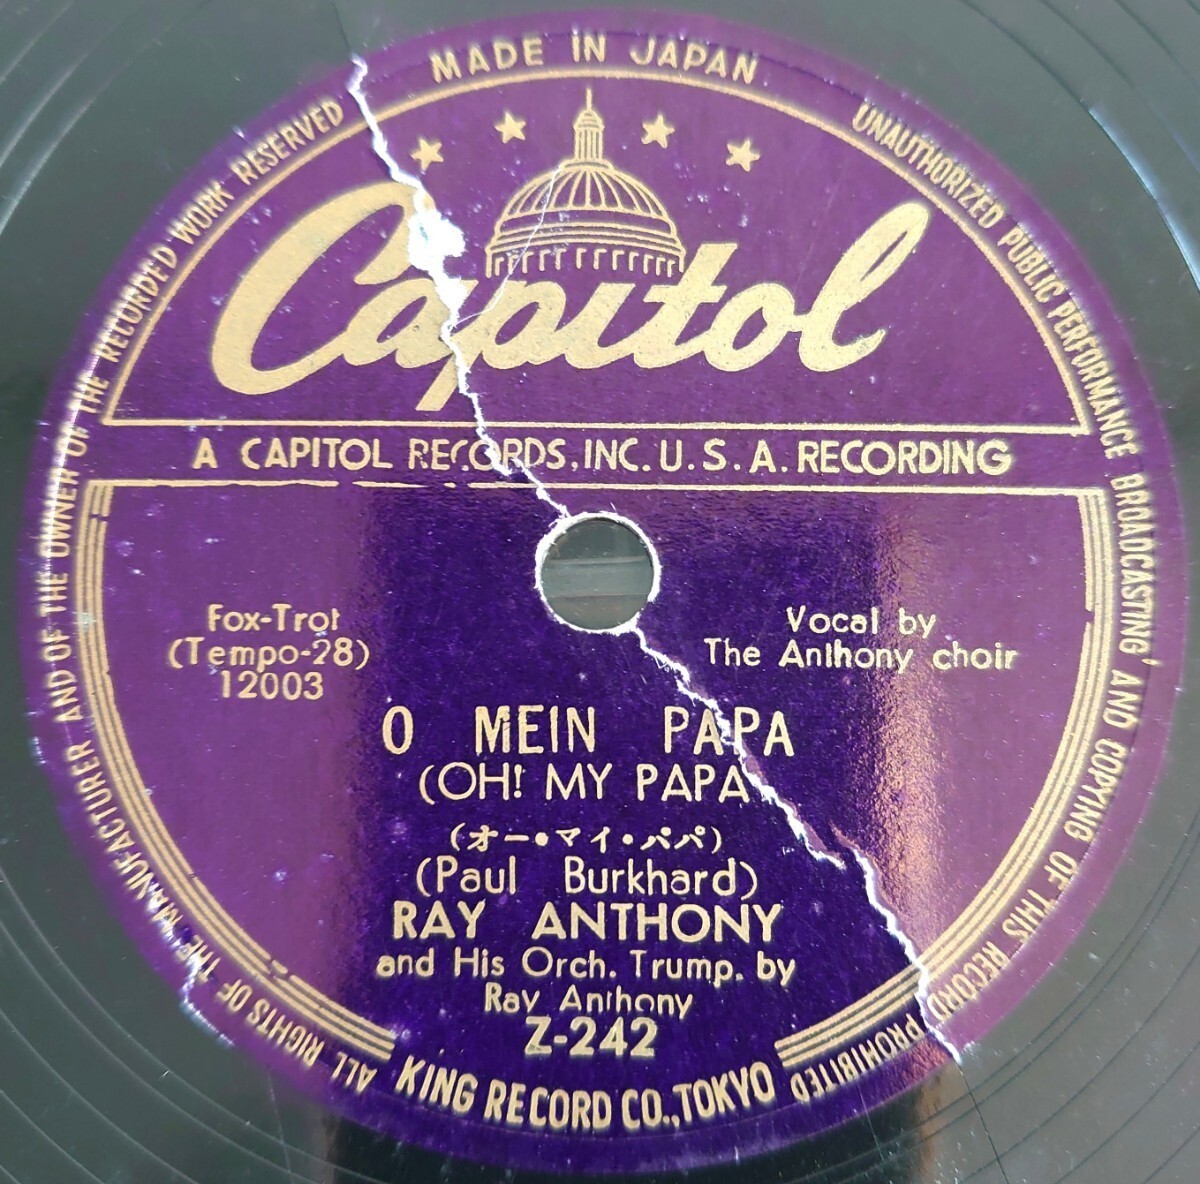 MADE IN JAPAN
Capitol
A CAPITOL RECORDS, INC. U. S. A. RECORDING
Fox-Trot
(Tempo-28)
12003
Vocal by
The Anthony choir
O MEIN PAPA
(OH! MY PAPA
(オー・マイ・パパ)
(Paul Burkhard)
RAY ANTHONY
and His Orch. Trump. by
Ray Anthony
Z-242
KING RECORD CO., TOKYO
ALL RIGHTS OF THE MANUFACTURER AND OF THE OWNER OF THE RECORDED WORK RESERVED
UNAUTHORIZED PUBLIC PERFORMANCE BROADCASTING AND COPYING OF THIS RECORD PROHIBITED